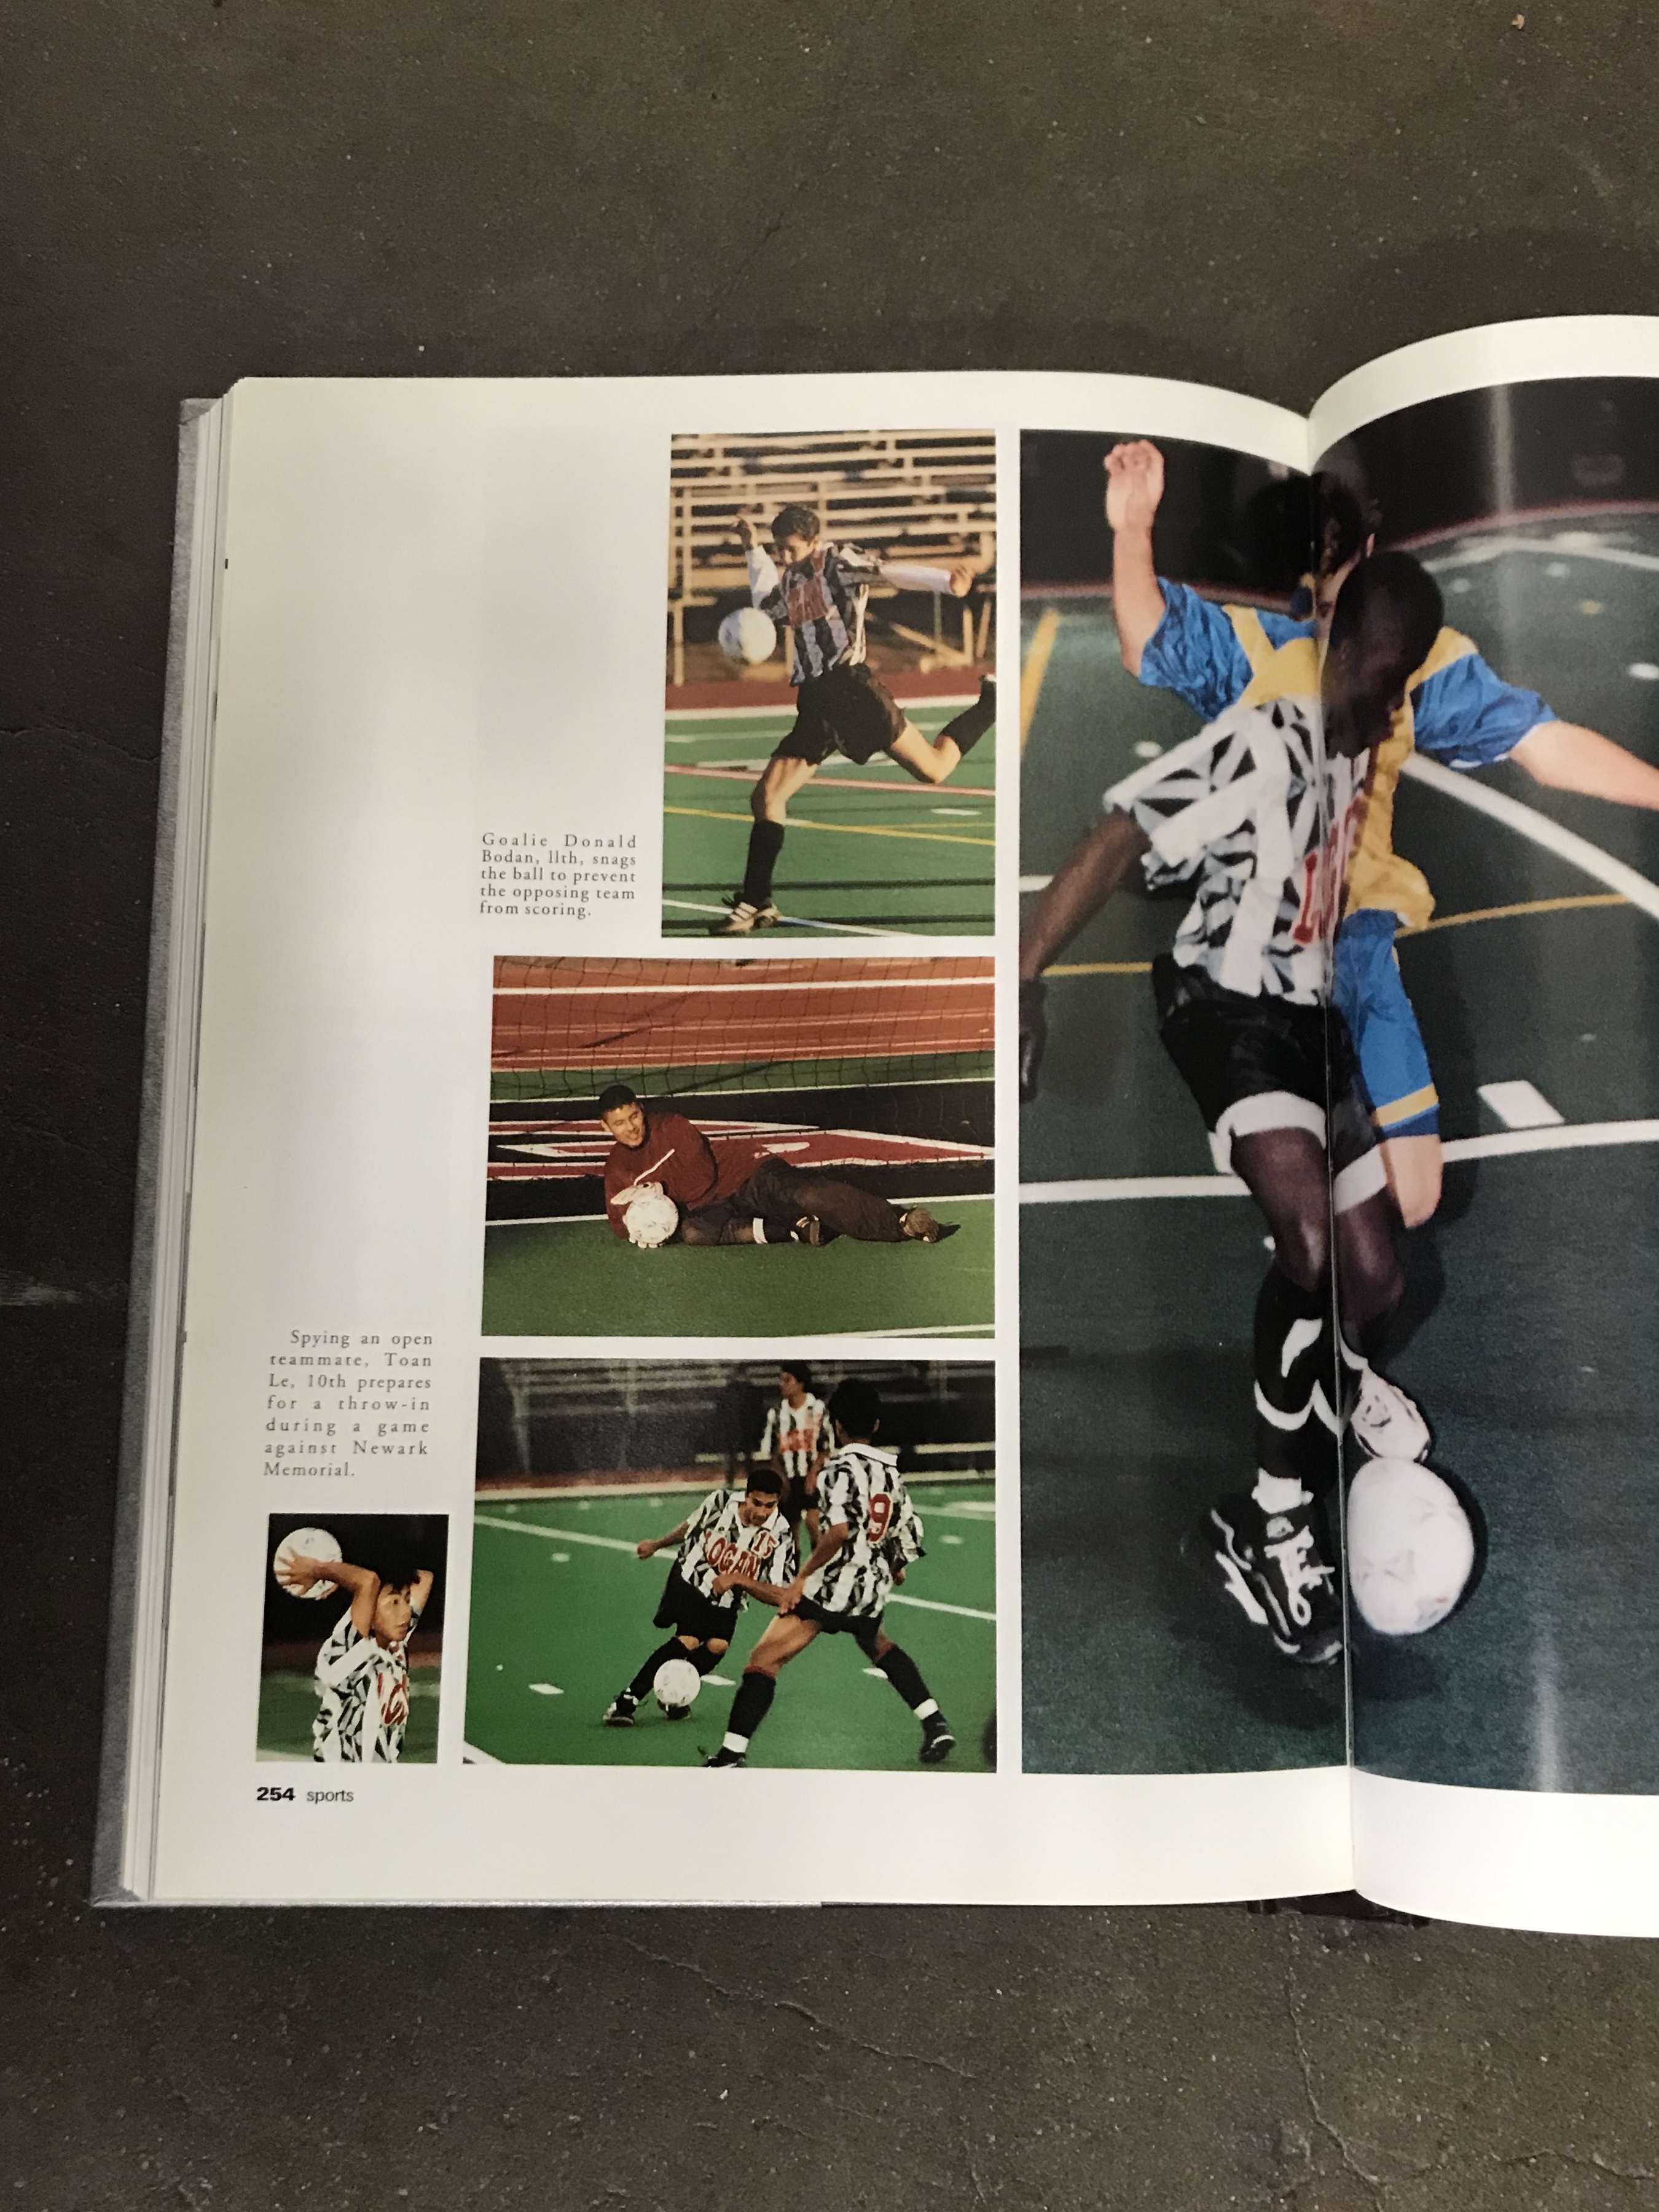 Goalie Donald
Bodan, 11th, snags
the ball to prevent
the opposing team
from scoring.
Spying an open
teammate, Toan
Le, 10th prepares
for a throw-in
during a game
against Newark
Memorial.
15
LOGAN
9
254 sports